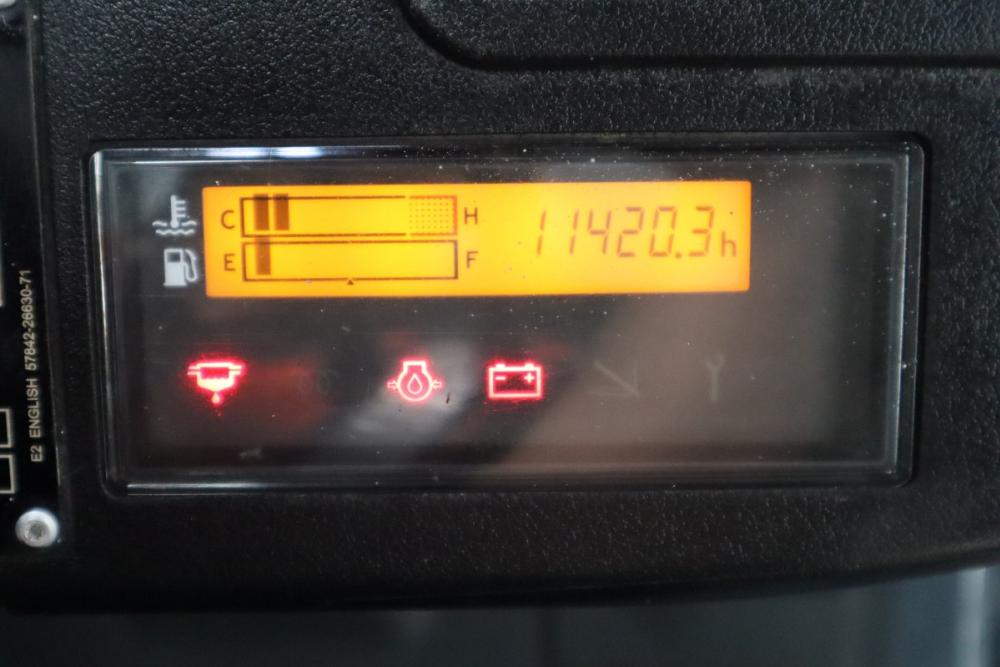 C H 11420.3h
E F
E2 ENGLISH 57842-26630-71